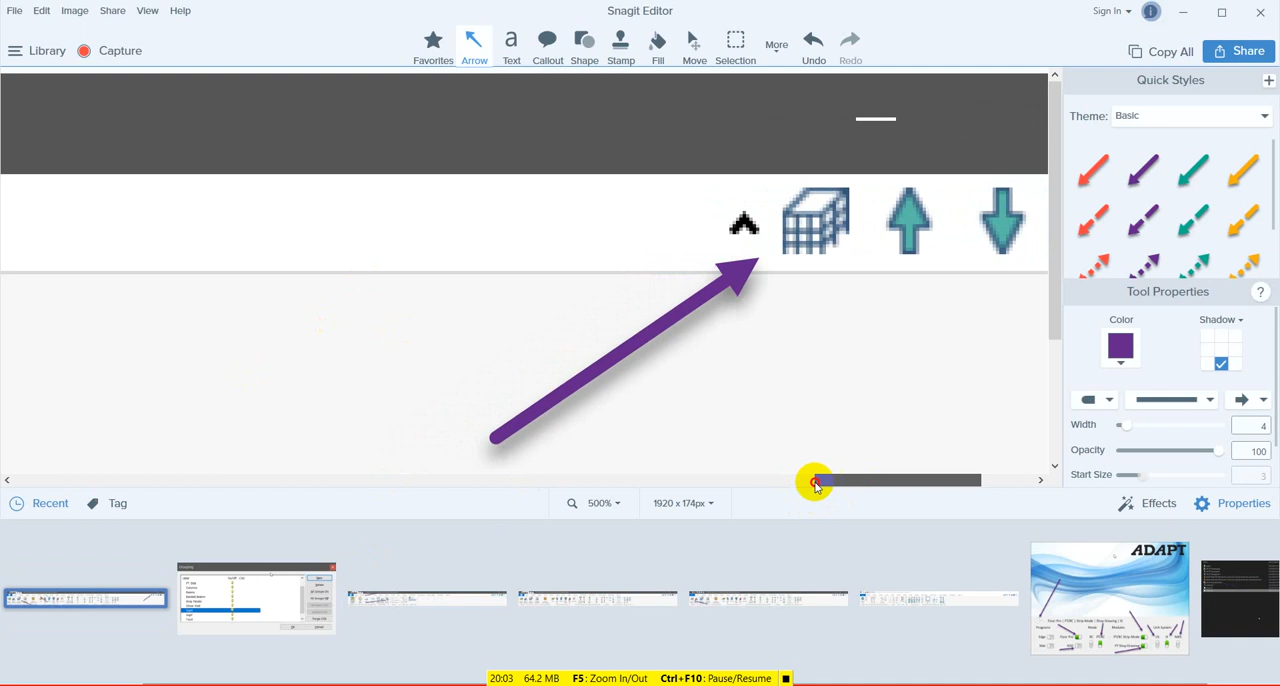 File Edit Image Share View Help
Snagit Editor
Sign In
Library Capture
Favorites Arrow Text Callout Shape Stamp Fill Move Selection More Undo Redo
Copy All Share
Quick Styles
Theme: Basic
Tool Properties ?
Color Shadow
Width 4
Opacity 100
Start Size 3
Recent Tag
500% 1920 x 174px
Effects Properties
ADAPT
20:03 64.2 MB F5: Zoom In/Out Ctrl+F10: Pause/Resume